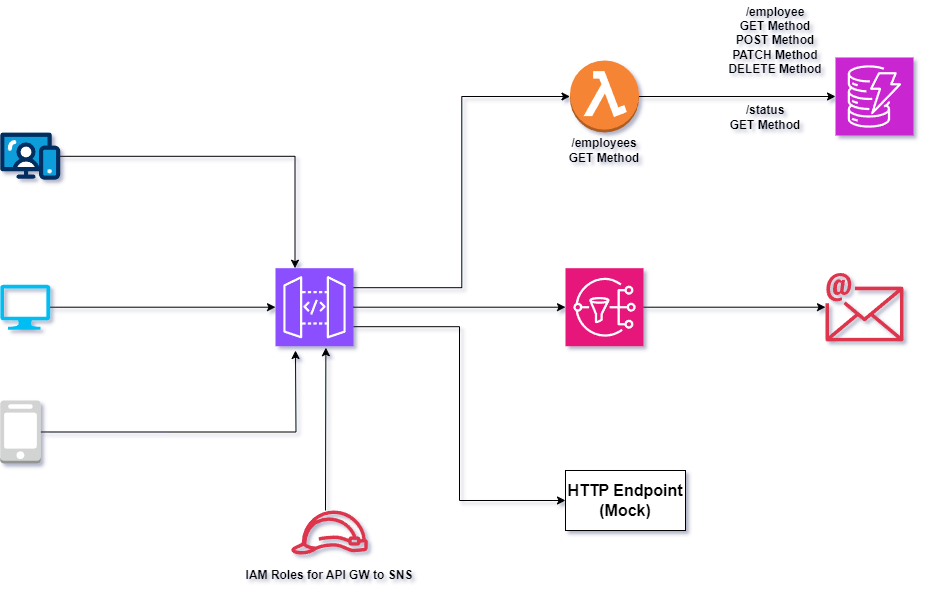 /employee
GET Method
POST Method
PATCH Method
DELETE Method
/status
GET Method
/employees
GET Method
</>
@
HTTP Endpoint
(Mock)
IAM Roles for API GW to SNS